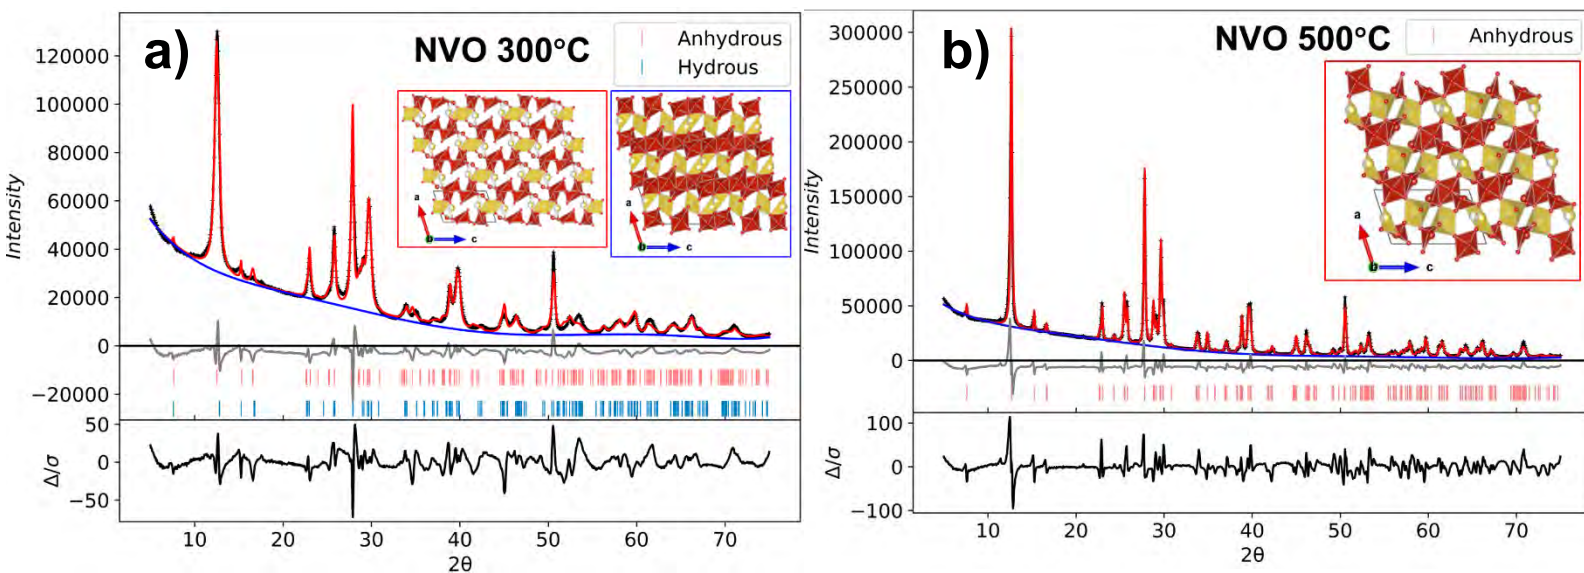 a)
NVO 300°C
Anhydrous
Hydrous
120000
100000
80000
60000
40000
20000
0
−20000
Intensity
a
b
c
a
b
c
50
0
−50
Δ/σ
10 20 30 40 50 60 70
2θ
b)
NVO 500°C
Anhydrous
300000
250000
200000
150000
100000
50000
0
Intensity
a
c
100
0
−100
Δ/σ
10 20 30 40 50 60 70
2θ